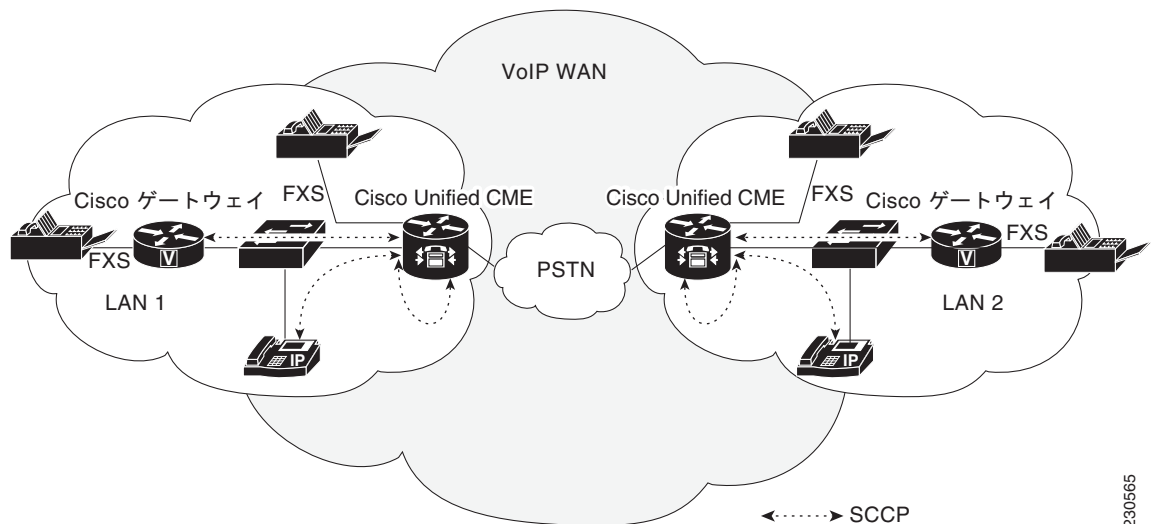 VoIP WAN
FXS
Cisco Unified CME
Cisco Unified CME
FXS
Cisco ゲートウェイ
Cisco ゲートウェイ
FXS
V
PSTN
V
FXS
LAN 1
LAN 2
IP
IP
SCCP
230565